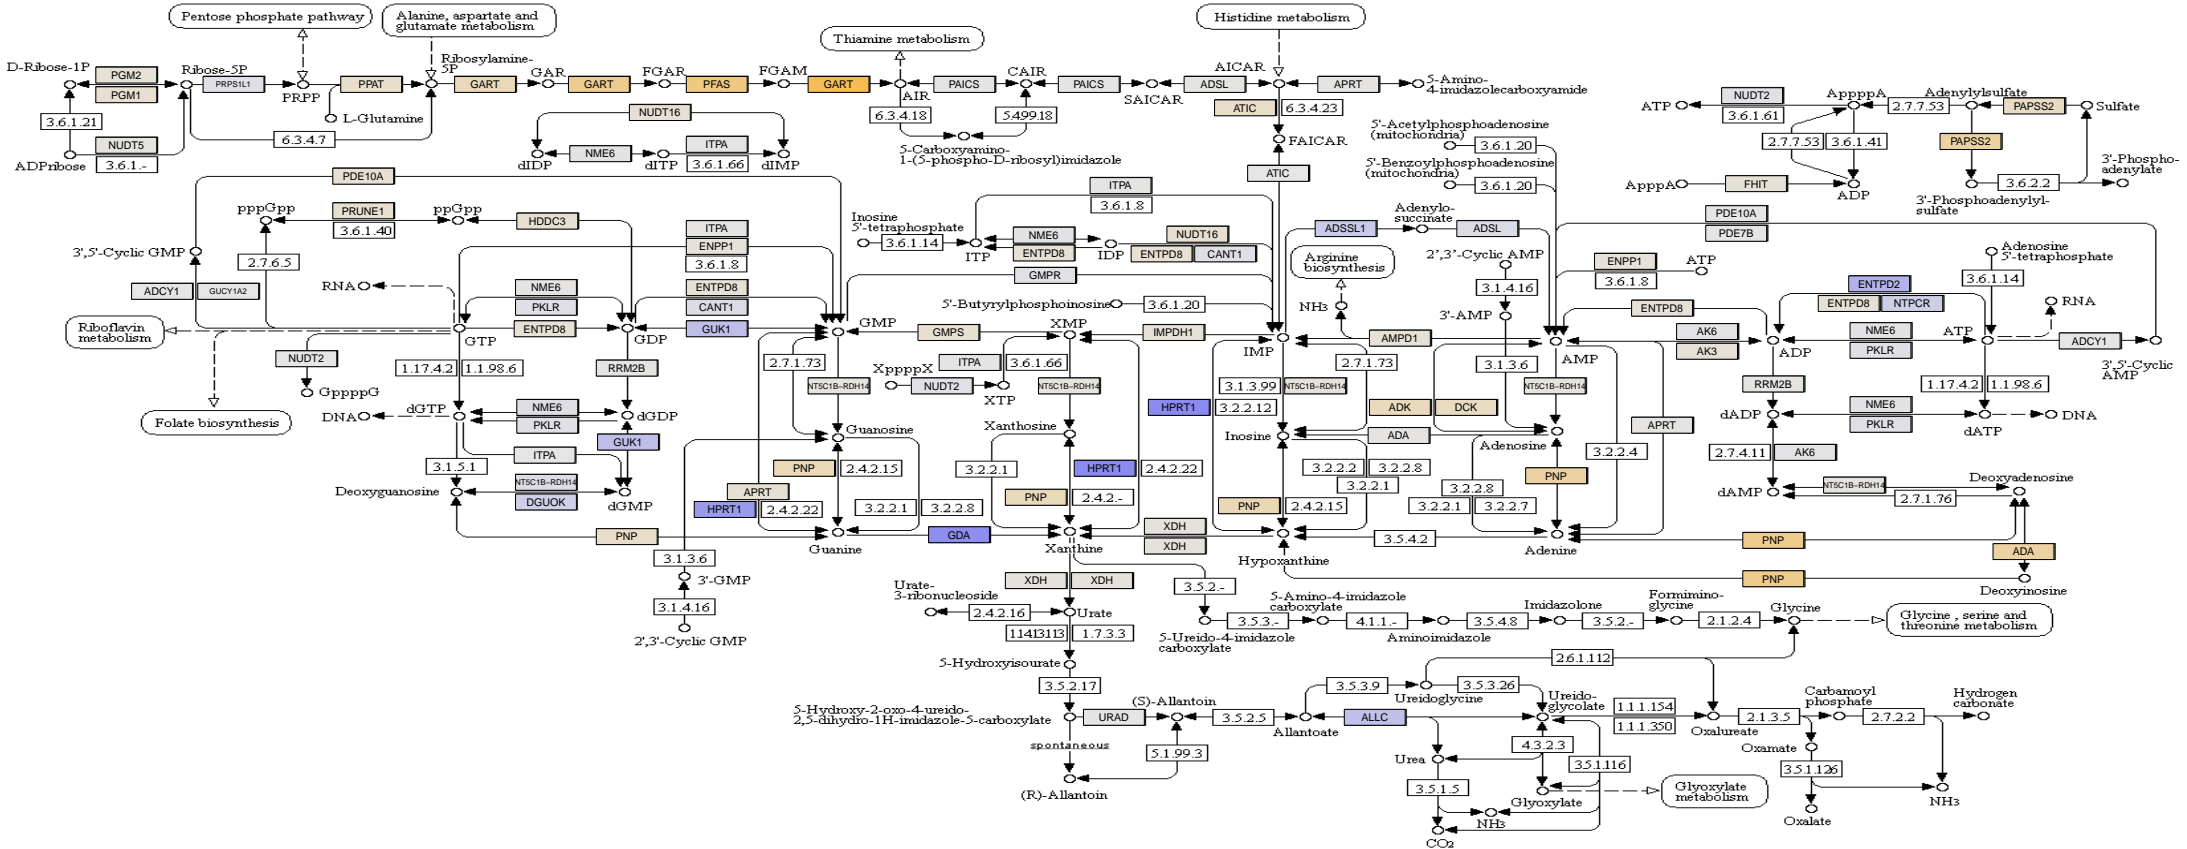 Pentose phosphate pathway
Alanine, aspartate and
glutamate metabolism
Thiamine metabolism
Histidine metabolism
D-Ribose-1P
PGM2
PGM1
Ribose-5P
PRPS1L1
PRPP
PPAT
Ribosylamine-
5P
GART
GAR
GART
FGAR
PFAS
FGAM
GART
AIR
PAICS
CAIR
PAICS
SAICAR
ADSL
AICAR
APRT
5-Amino-
4-imidazolecarboxyamide
3.6.1.21
L-Glutamine
6.3.4.7
NUDT5
3.6.1.-
ADPribose
NUDT16
dIDP
NME6
dITP
ITPA
3.6.1.66
dIMP
6.3.4.18
5.4.99.18
5-Carboxyamino-
1-(5-phospho-D-ribosyl)imidazole
ATIC
6.3.4.23
FAICAR
ATIC
5'-Acetylphosphoadenosine
(mitochondria)
3.6.1.20
5'-Benzoylphosphoadenosine
(mitochondria)
3.6.1.20
ATP
NUDT2
3.6.1.61
AppppA
2.7.7.53
Adenylylsulfate
PAPSS2
Sulfate
2.7.7.53
3.6.1.41
PAPSS2
ApppA
FHIT
ADP
3.6.2.2
3'-Phospho-
adenylate
3'-Phosphoadenylyl-
sulfate
PDE10A
pppGpp
PRUNE1
3.6.1.40
ppGpp
HDDC3
ITPA
ENPP1
3.6.1.8
3',5'-Cyclic GMP
2.7.6.5
ADCY1
GUCY1A2
RNA
NME6
PKLR
ENTPD8
ENTPD8
CANT1
GUK1
Riboflavin
metabolism
GTP
GDP
GMP
NUDT2
GppppG
Folate biosynthesis
1.17.4.2
1.1.98.6
RRM2B
DNA
dGTP
NME6
PKLR
dGDP
GUK1
ITPA
3.1.5.1
NT5C1B-RDH14
DGUOK
Deoxyguanosine
dGMP
PNP
ITPA
3.6.1.8
Inosine
5'-tetraphosphate
3.6.1.14
ITP
NME6
ENTPD8
IDP
NUDT16
ENTPD8
CANT1
GMPR
5'-Butyrylphosphoinosine
3.6.1.20
GMPS
XMP
IMPDH1
IMP
2.7.1.73
NT5C1B-RDH14
XppppX
NUDT2
XTP
ITPA
3.6.1.66
NT5C1B-RDH14
Guanosine
Xanthosine
PNP
2.4.2.15
APRT
HPRT1
2.4.2.22
3.2.2.1
3.2.2.8
Guanine
GDA
3.2.2.1
HPRT1
2.4.2.22
PNP
2.4.2.-
Xanthine
XDH
XDH
ADSSL1
Adenylo-
succinate
ADSL
Arginine
biosynthesis
NH3
2',3'-Cyclic AMP
3.1.4.16
3'-AMP
AMPD1
AMP
2.7.1.73
3.1.3.6
3.1.3.99
NT5C1B-RDH14
HPRT1
3.2.2.12
ADK
DCK
NT5C1B-RDH14
Inosine
ADA
Adenosine
3.2.2.2
3.2.2.8
3.2.2.1
3.2.2.8
3.2.2.1
3.2.2.7
3.2.2.4
PNP
2.4.2.15
PNP
APRT
Hypoxanthine
3.5.4.2
Adenine
PDE10A
PDE7B
ENPP1
3.6.1.8
ATP
Adenosine
5'-tetraphosphate
3.6.1.14
ENTPD2
ENTPD8
NTPCR
ENTPD8
AK6
AK3
ADP
NME6
PKLR
ATP
RNA
ADCY1
3',5'-Cyclic
AMP
RRM2B
1.17.4.2
1.1.98.6
dADP
NME6
PKLR
dATP
DNA
2.7.4.11
AK6
dAMP
NT5C1B-RDH14
2.7.1.76
Deoxyadenosine
PNP
ADA
PNP
Deoxyinosine
3.1.3.6
3'-GMP
3.1.4.16
2',3'-Cyclic GMP
XDH
XDH
Urate-
3-ribonucleoside
2.4.2.16
Urate
1.7.3.3
3.5.2.-
5-Ureido-4-imidazole
carboxylate
3.5.3.-
5-Amino-4-imidazole
carboxylate
4.1.1.-
Aminoimidazole
3.5.4.8
Imidazolone
3.5.2.-
Formimino-
glycine
2.1.2.4
Glycine
Glycine , serine and
threonine metabolism
5-Hydroxyisourate
3.5.2.17
5-Hydroxy-2-oxo-4-ureido-
2,5-dihydro-1H-imidazole-5-carboxylate
URAD
(S)-Allantoin
spontaneous
5.1.99.3
(R)-Allantoin
3.5.2.5
Allantoate
ALLC
3.5.3.9
Ureidoglycine
3.5.3.26
Ureido-
glycolate
2.6.1.112
1.1.1.154
1.1.1.350
Oxalureate
2.1.3.5
Carbamoyl
phosphate
2.7.2.2
Hydrogen
carbonate
Oxamate
3.5.1.126
Oxalate
NH3
Urea
4.3.2.3
3.5.1.116
3.5.1.5
Glyoxylate
Glyoxylate
metabolism
NH3
CO2